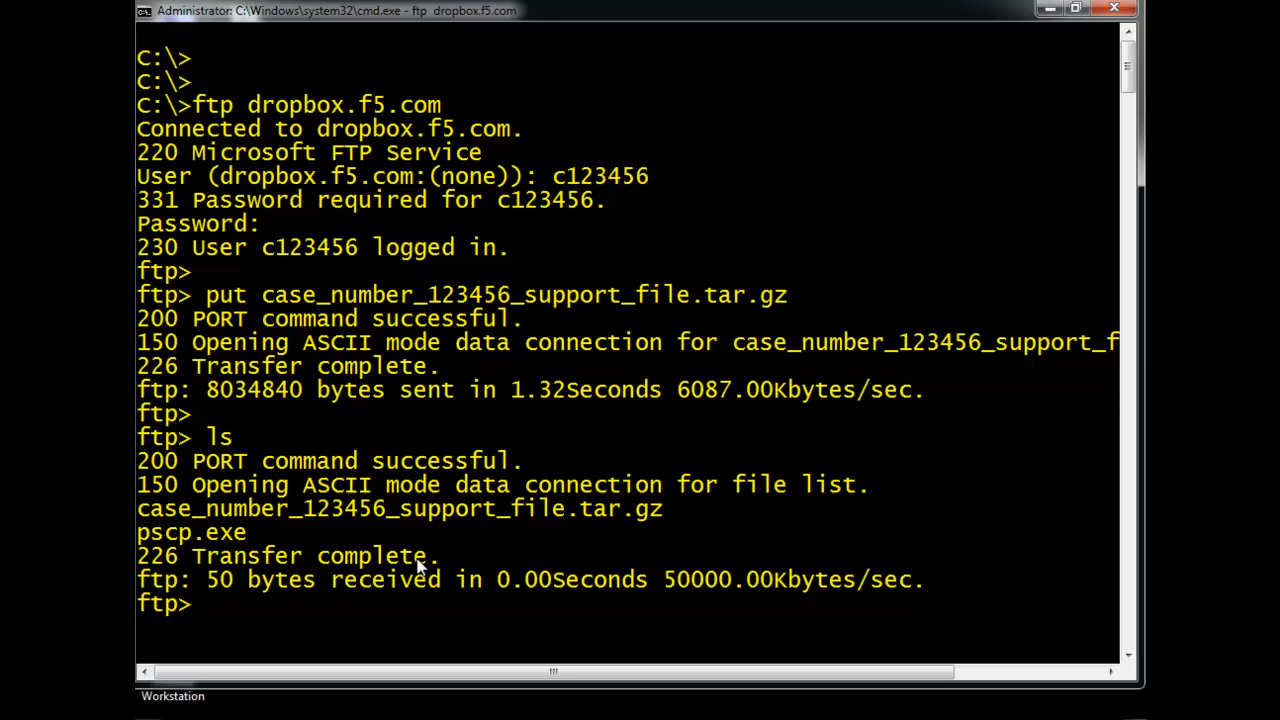 Administrator: C:\Windows\system32\cmd.exe - ftp dropbox.f5.com
C:\>
C:\>
C:\>ftp dropbox.f5.com
Connected to dropbox.f5.com.
220 Microsoft FTP Service
User (dropbox.f5.com:(none)): c123456
331 Password required for c123456.
Password:
230 User c123456 logged in.
ftp>
ftp> put case_number_123456_support_file.tar.gz
200 PORT command successful.
150 Opening ASCII mode data connection for case_number_123456_support_f
226 Transfer complete.
ftp: 8034840 bytes sent in 1.32Seconds 6087.00Kbytes/sec.
ftp>
ftp> ls
200 PORT command successful.
150 Opening ASCII mode data connection for file list.
case_number_123456_support_file.tar.gz
pscp.exe
226 Transfer complete.
ftp: 50 bytes received in 0.00Seconds 50000.00Kbytes/sec.
ftp>
Workstation